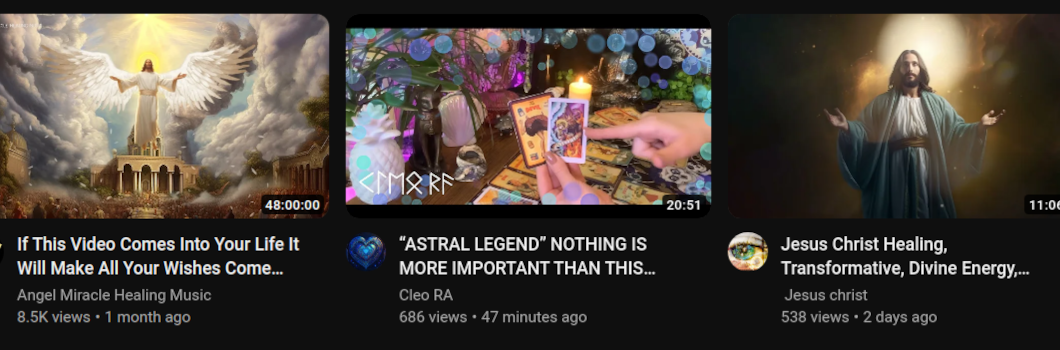 48:00:00
If This Video Comes Into Your Life It
Will Make All Your Wishes Come...
Angel Miracle Healing Music
8.5K views • 1 month ago
ᚲᛚᛖᛟ ᚱᚨ
20:51
“ASTRAL LEGEND” NOTHING IS
MORE IMPORTANT THAN THIS...
Cleo RA
686 views • 47 minutes ago
11:06
Jesus Christ Healing,
Transformative, Divine Energy,...
Jesus christ
538 views • 2 days ago